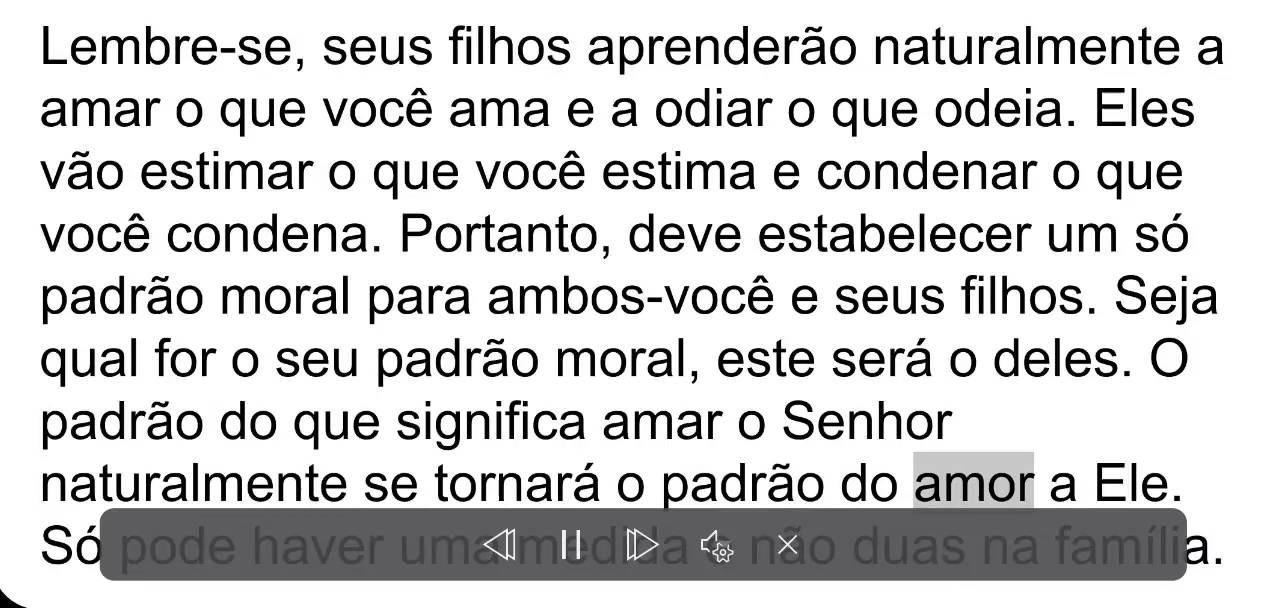 Lembre-se, seus filhos aprenderão naturalmente a
amar o que você ama e a odiar o que odeia. Eles
vão estimar o que você estima e condenar o que
você condena. Portanto, deve estabelecer um só
padrão moral para ambos-você e seus filhos. Seja
qual for o seu padrão moral, este será o deles. O
padrão do que significa amar o Senhor
naturalmente se tornará o padrão do amor a Ele.
Só pode haver uma medida e não duas na família.